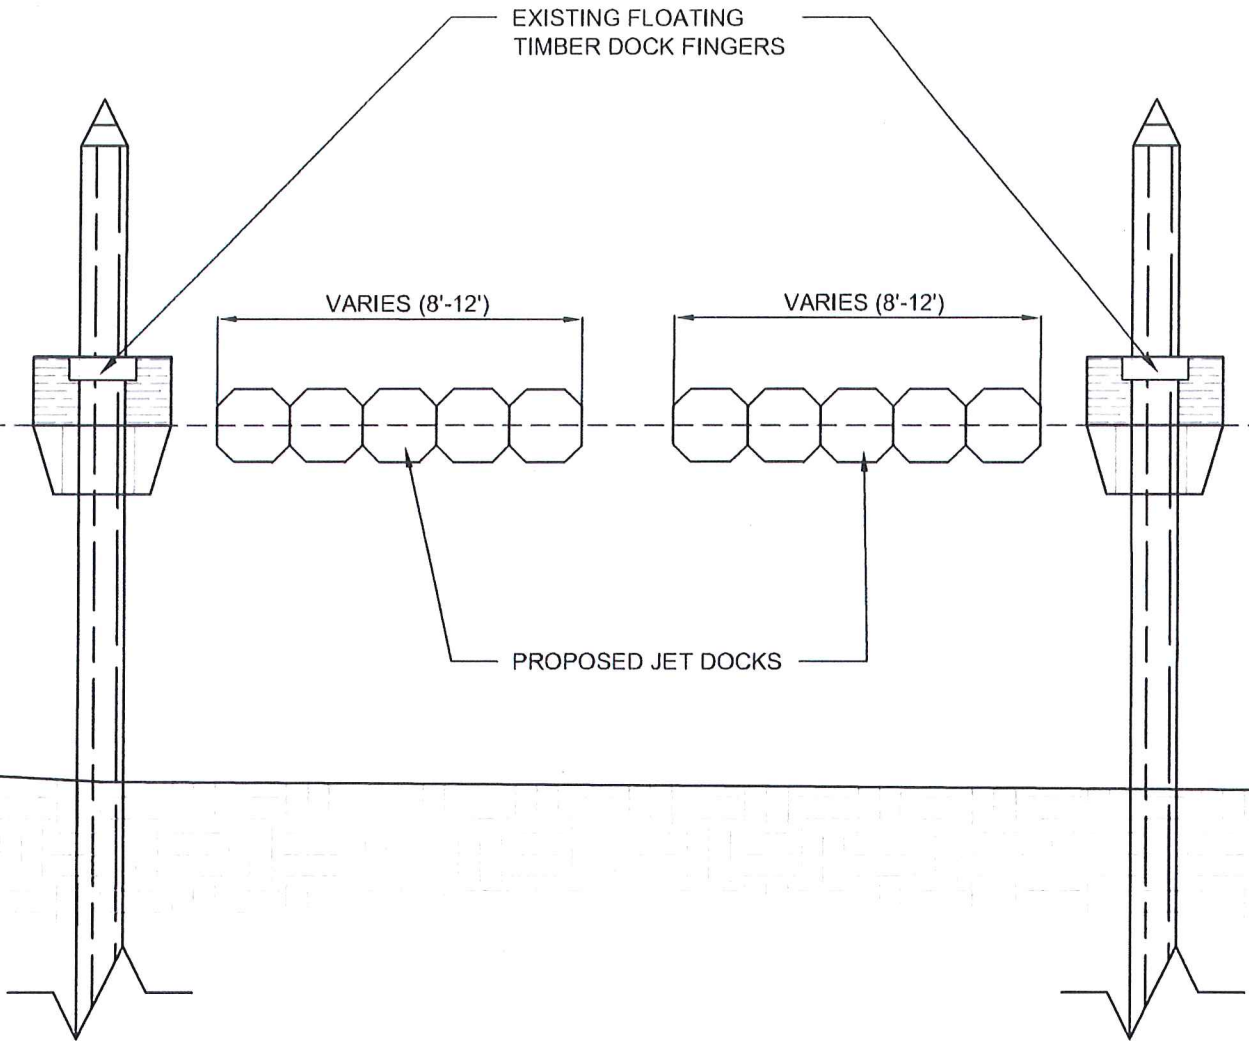 EXISTING FLOATING
TIMBER DOCK FINGERS
VARIES (8'-12')
VARIES (8'-12')
PROPOSED JET DOCKS